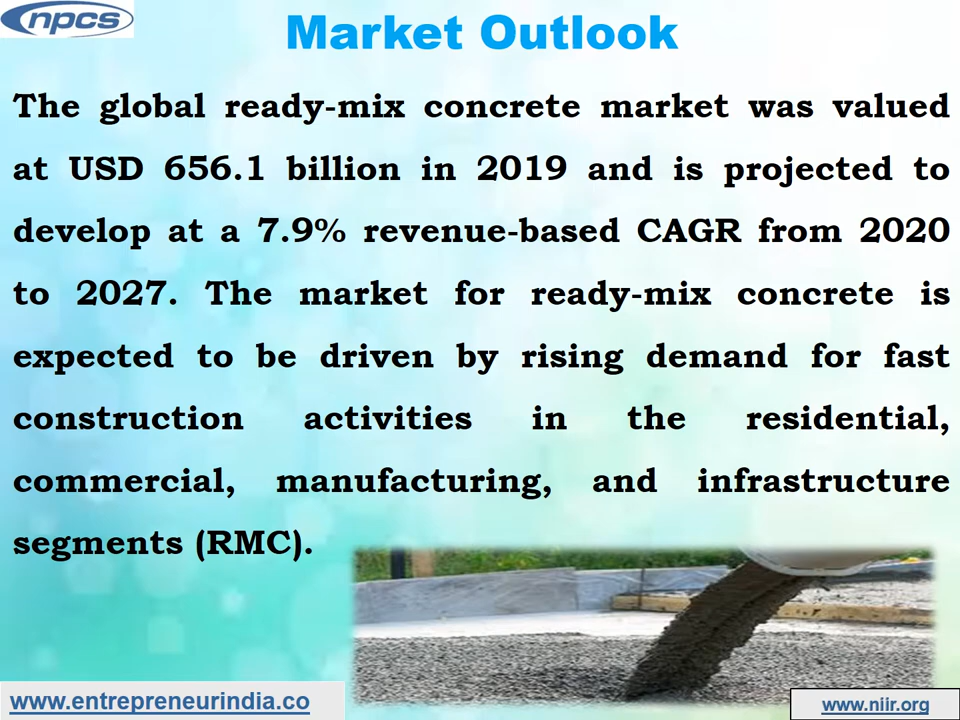 npcs
Market Outlook
The global ready-mix concrete market was valued
at USD 656.1 billion in 2019 and is projected to
develop at a 7.9% revenue-based CAGR from 2020
to 2027. The market for ready-mix concrete is
expected to be driven by rising demand for fast
construction activities in the residential,
commercial, manufacturing, and infrastructure
segments (RMC).
www.entrepreneurindia.co
www.niir.org